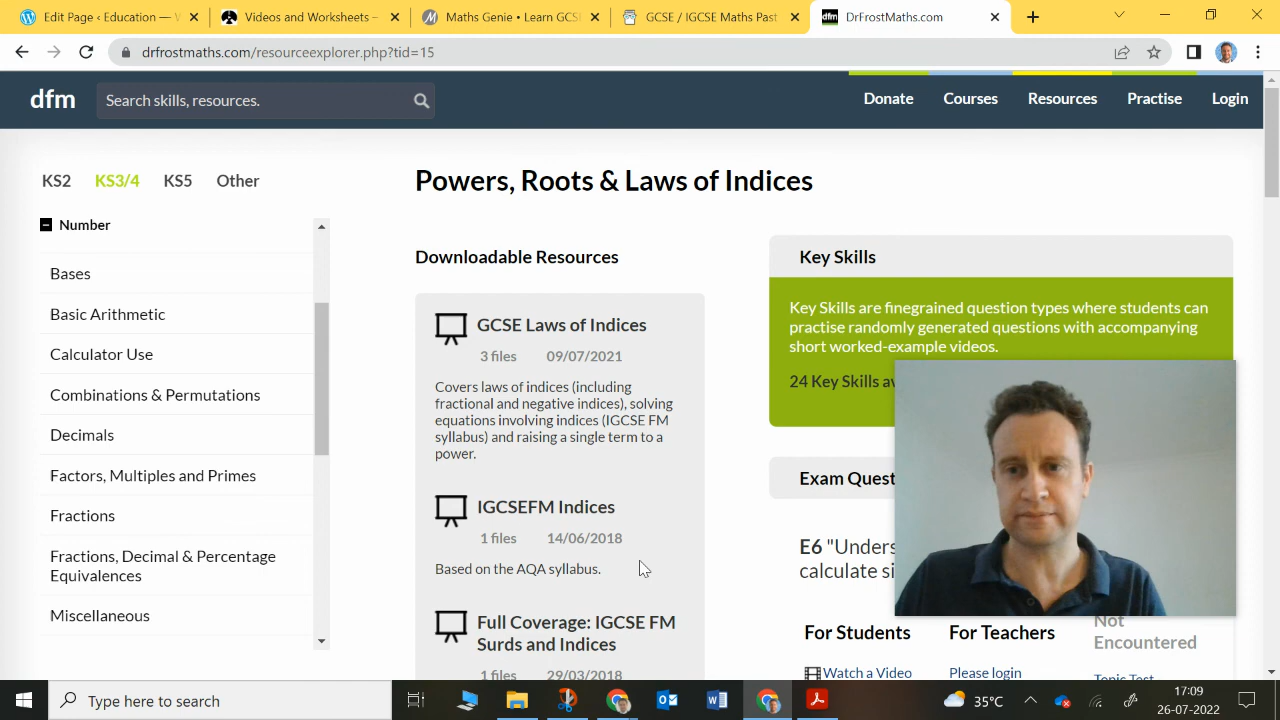 Edit Page ‹ Education — W
Videos and Worksheets –
Maths Genie • Learn GCS
GCSE / IGCSE Maths Past
DrFrostMaths.com
drfrostmaths.com/resourceexplorer.php?tid=15
dfm
Search skills, resources.
Donate
Courses
Resources
Practise
Login
KS2
KS3/4
KS5
Other
Number
Bases
Basic Arithmetic
Calculator Use
Combinations & Permutations
Decimals
Factors, Multiples and Primes
Fractions
Fractions, Decimal & Percentage
Equivalences
Miscellaneous
Powers, Roots & Laws of Indices
Downloadable Resources
GCSE Laws of Indices
3 files 09/07/2021
Covers laws of indices (including
fractional and negative indices), solving
equations involving indices (IGCSE FM
syllabus) and raising a single term to a
power.
IGCSEFM Indices
1 files 14/06/2018
Based on the AQA syllabus.
Full Coverage: IGCSE FM
Surds and Indices
1 files 29/03/2018
Key Skills
Key Skills are finegrained question types where students can
practise randomly generated questions with accompanying
short worked-example videos.
24 Key Skills av
Exam Quest
E6 "Unders
calculate si
For Students
For Teachers
Not
Encountered
Watch a Video
Please login
Topic Test
Type here to search
35°C
17:09
26-07-2022